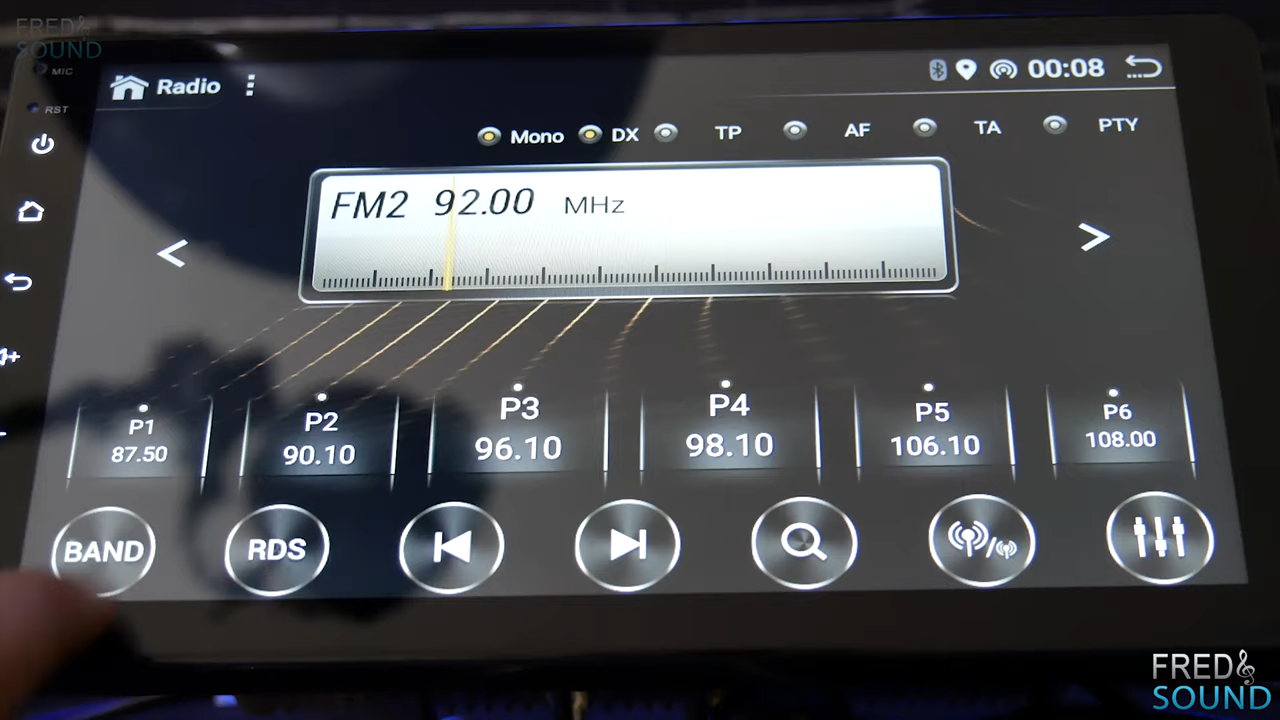 FRED
SOUND
MIC
RST
Radio
00:08
Mono DX TP AF TA PTY
FM2 92.00 MHz
P1
87.50
P2
90.10
P3
96.10
P4
98.10
P5
106.10
P6
108.00
BAND
RDS
FRED
SOUND